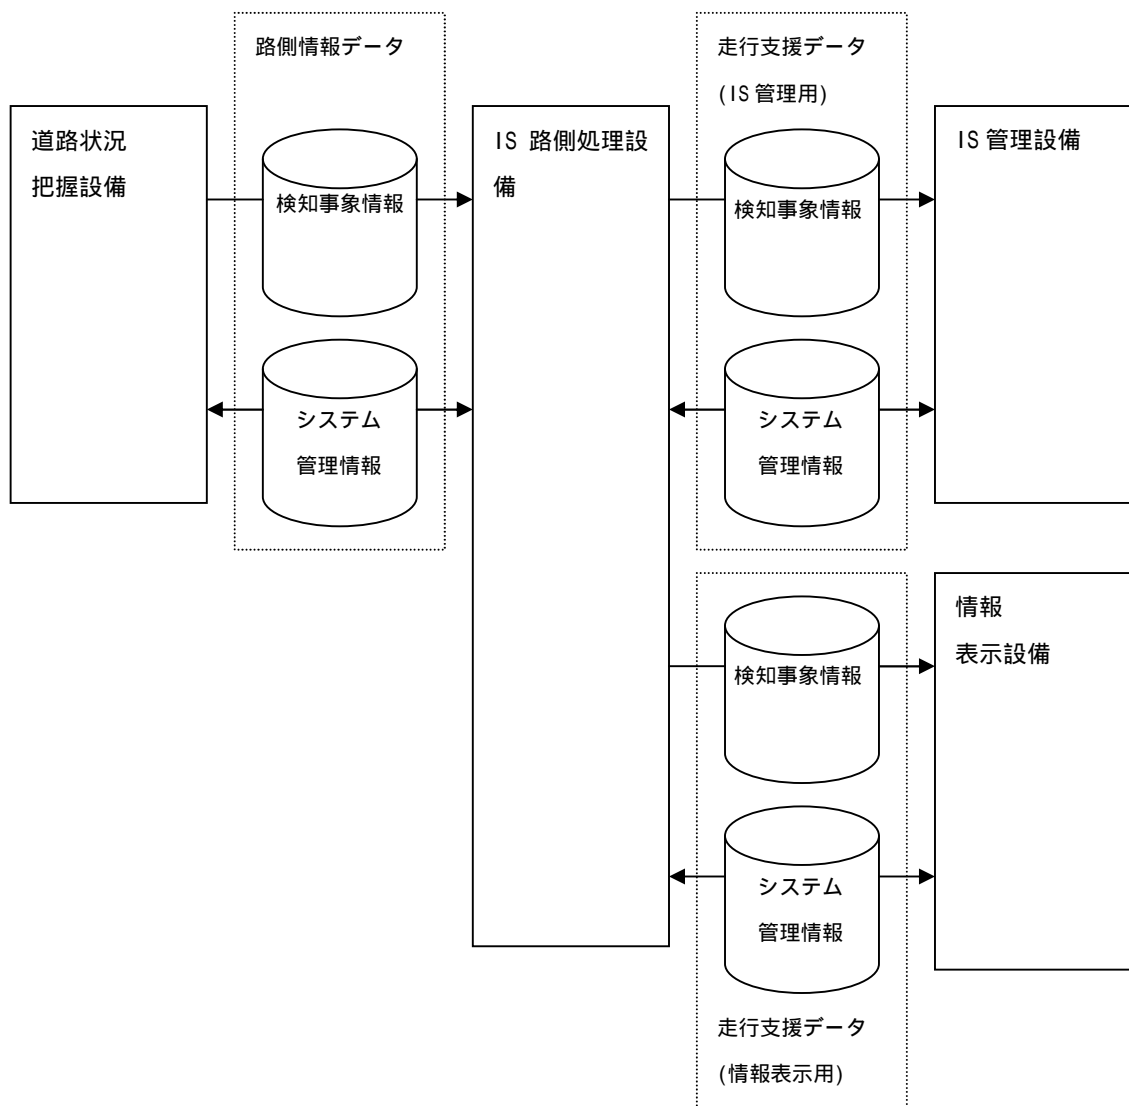 路側情報データ
走行支援データ
(IS管理用)
道路状況
把握設備
検知事象情報
システム
管理情報
IS 路側処理設
備
検知事象情報
システム
管理情報
IS管理設備
検知事象情報
システム
管理情報
情報
表示設備
走行支援データ
(情報表示用)